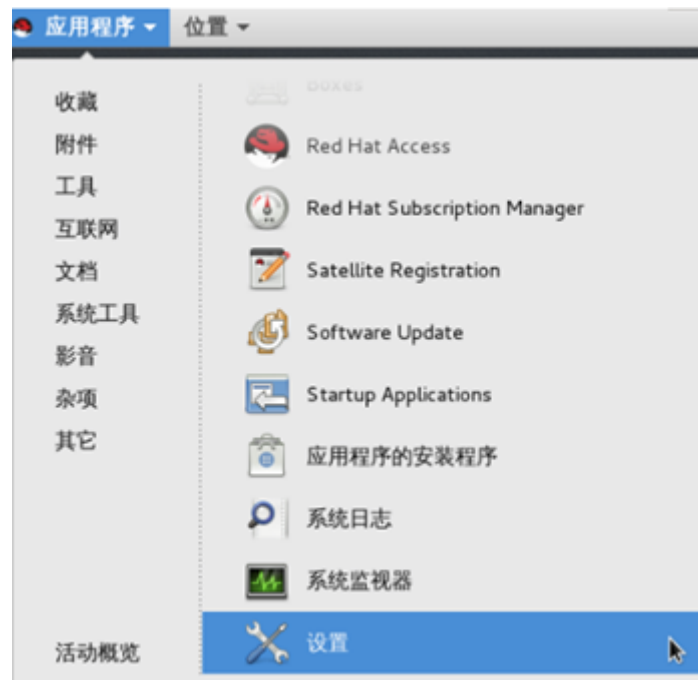 应用程序
位置
收藏
附件
工具
互联网
文档
系统工具
影音
杂项
其它
活动概览
Boxes
Red Hat Access
Red Hat Subscription Manager
Satellite Registration
Software Update
Startup Applications
应用程序的安装程序
系统日志
系统监视器
设置